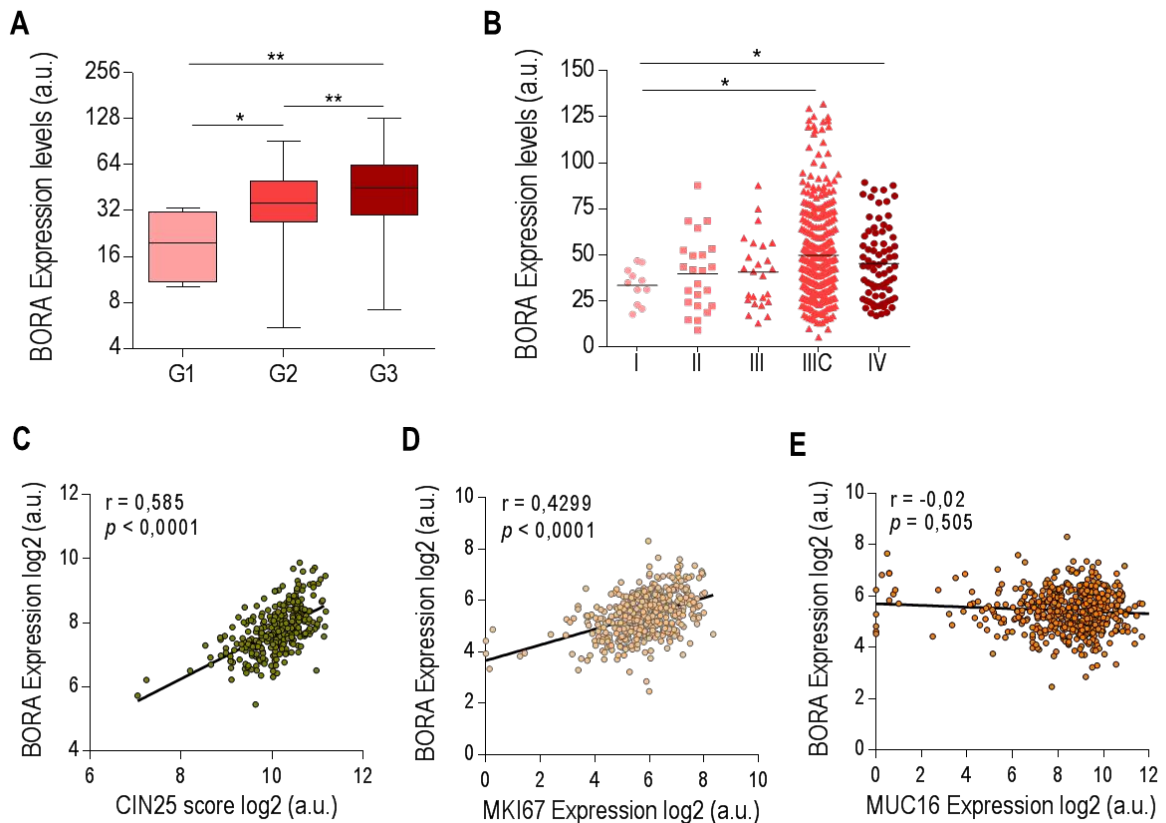 A
BORA Expression levels (a.u.)
256
128
64
32
16
8
4
**
*
**
G1 G2 G3
B
BORA Expression levels (a.u.)
150
125
100
75
50
25
0
*
*
I II III IIIC IV
C
BORA Expression log2 (a.u.)
r = 0,585
p < 0,0001
12
10
8
6
4
6 8 10 12
CIN25 score log2 (a.u.)
D
BORA Expression log2 (a.u.)
r = 0,4299
p < 0,0001
10
8
6
4
2
0
0 2 4 6 8 10
MKI67 Expression log2 (a.u.)
E
BORA Expression log2 (a.u.)
r = -0,02
p = 0,505
10
8
6
4
2
0
0 2 4 6 8 10 12
MUC16 Expression log2 (a.u.)